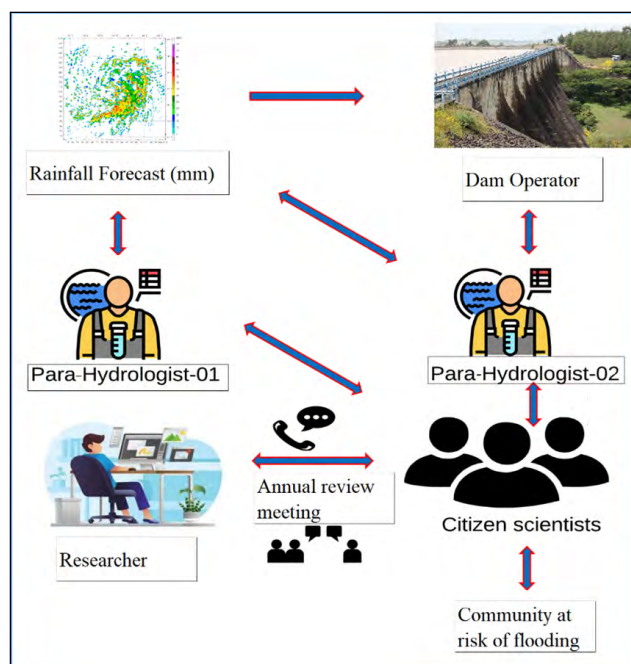 Rainfall Forecast (mm)
Dam Operator
Para-Hydrologist-01
Para-Hydrologist-02
Annual review
meeting
Citizen scientists
Researcher
Community at
risk of flooding